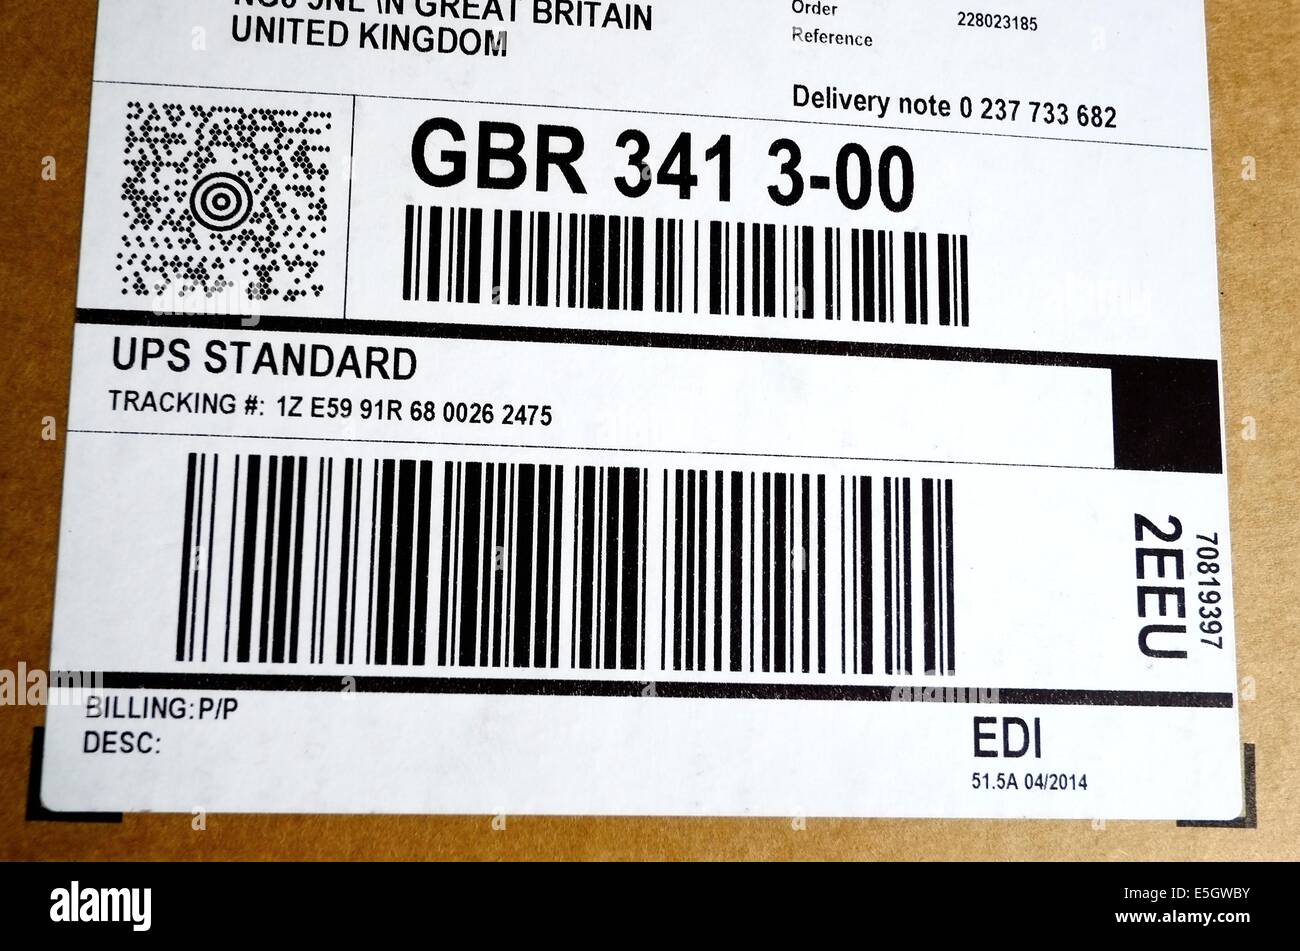 GREAT BRITAIN
UNITED KINGDOM
Order
Reference
228023185
Delivery note 0 237 733 682
GBR 341 3-00
UPS STANDARD
TRACKING #: 1Z E59 91R 68 0026 2475
2EEU
70819397
BILLING:P/P
DESC:
EDI
51.5A 04/2014
alamy
Image ID: E5GWBY
www.alamy.com